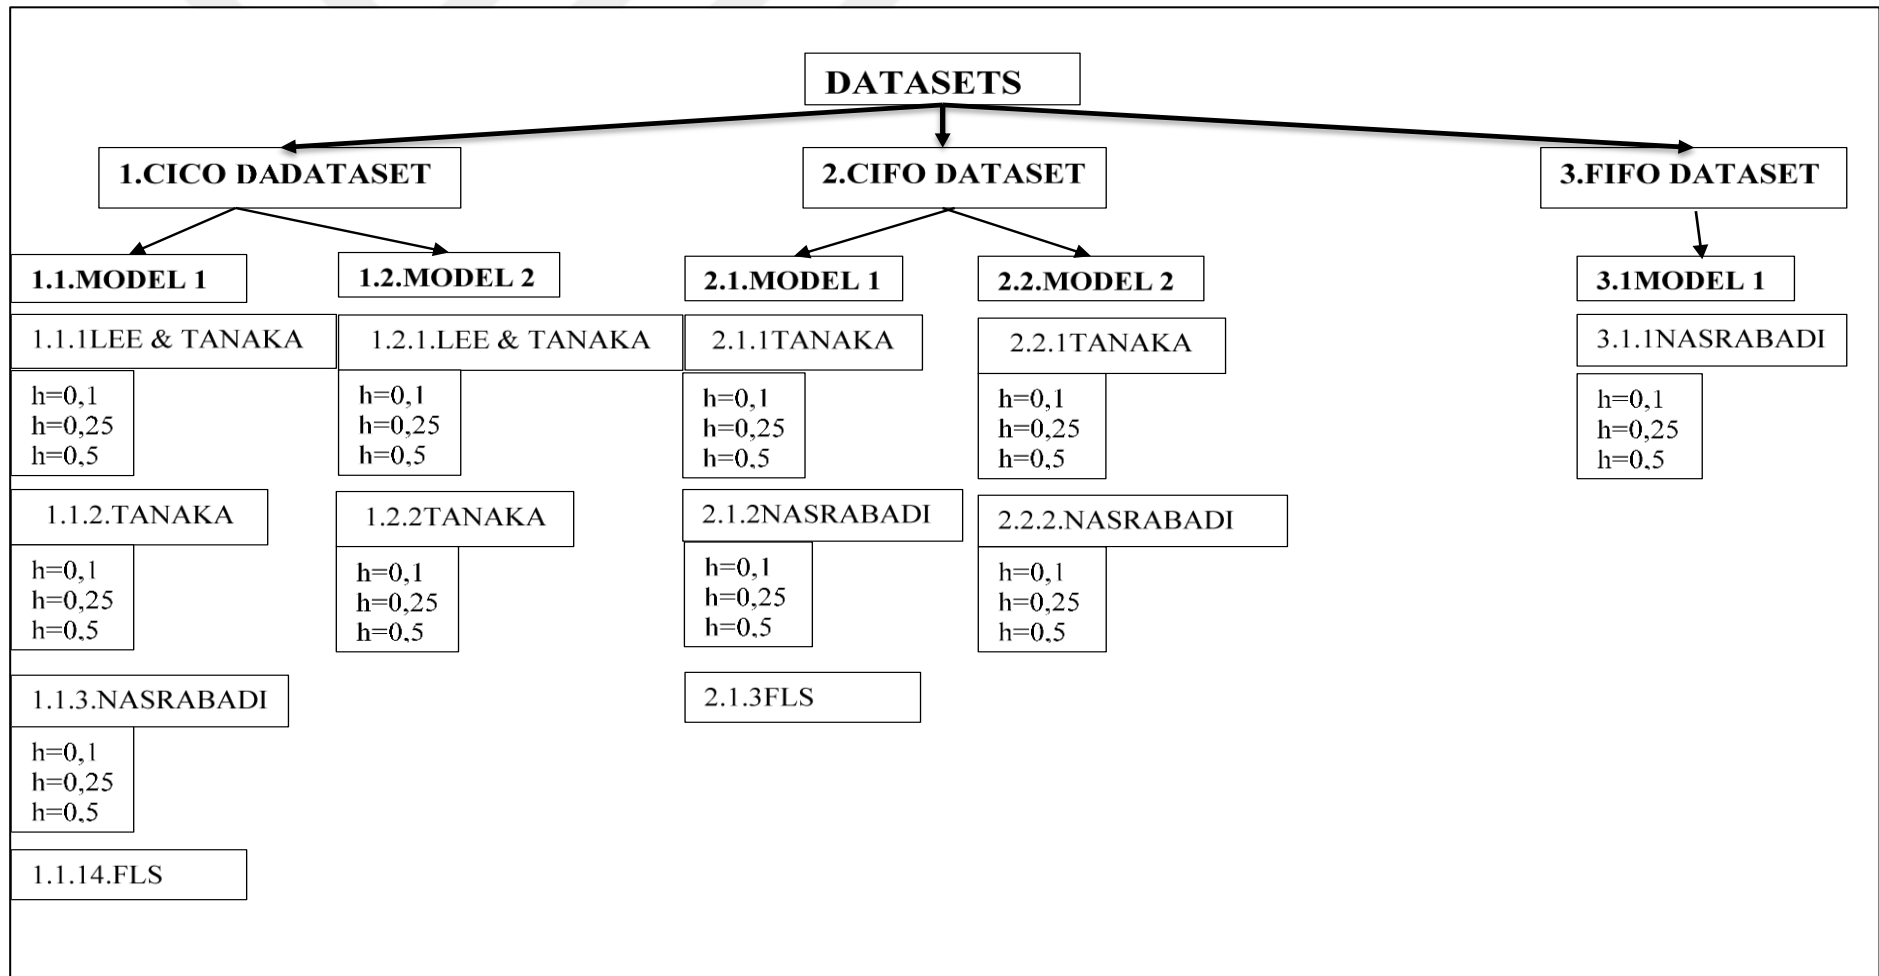 DATASETS
1.CICO DADATASET
2.CIFO DATASET
3.FIFO DATASET
1.1.MODEL 1
1.2.MODEL 2
2.1.MODEL 1
2.2.MODEL 2
3.1MODEL 1
1.1.1LEE & TANAKA
h=0,1
h=0,25
h=0,5
1.1.2.TANAKA
h=0,1
h=0,25
h=0,5
1.1.3.NASRABADI
h=0,1
h=0,25
h=0,5
1.1.14.FLS
1.2.1.LEE & TANAKA
h=0,1
h=0,25
h=0,5
1.2.2TANAKA
h=0,1
h=0,25
h=0,5
2.1.1TANAKA
h=0,1
h=0,25
h=0,5
2.1.2NASRABADI
h=0,1
h=0,25
h=0,5
2.1.3FLS
2.2.1TANAKA
h=0,1
h=0,25
h=0,5
2.2.2.NASRABADI
h=0,1
h=0,25
h=0,5
3.1.1NASRABADI
h=0,1
h=0,25
h=0,5